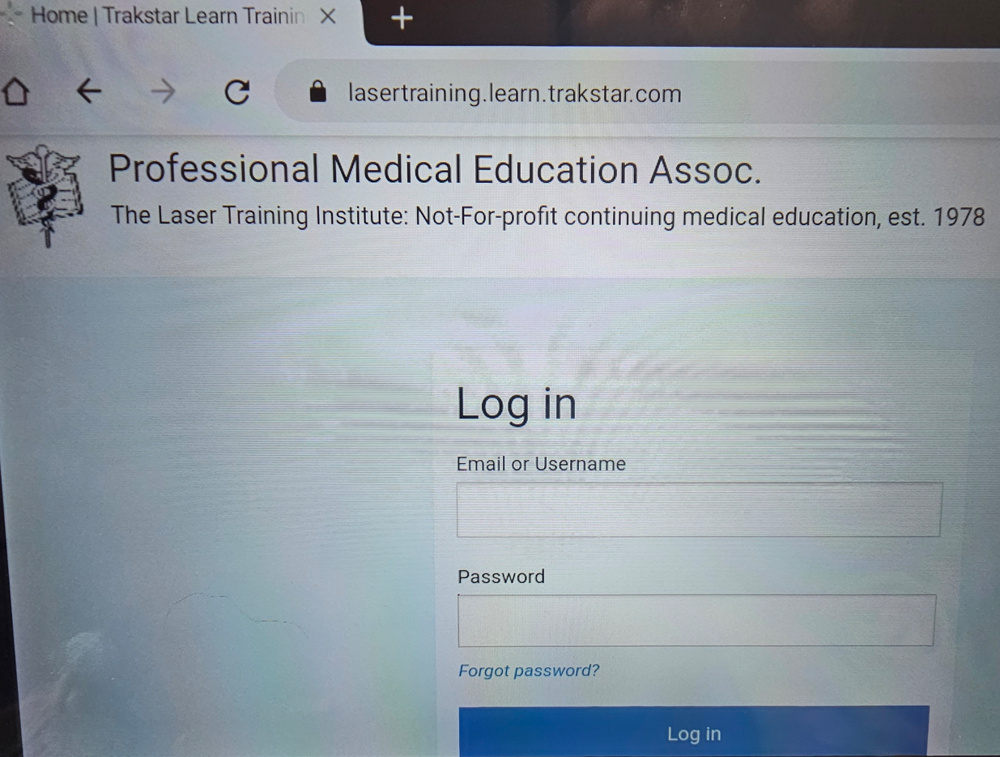 Home | Trakstar Learn Trainin
lasertraining.learn.trakstar.com
Professional Medical Education Assoc.
The Laser Training Institute: Not-For-profit continuing medical education, est. 1978
Log in
Email or Username
Password
Forgot password?
Log in